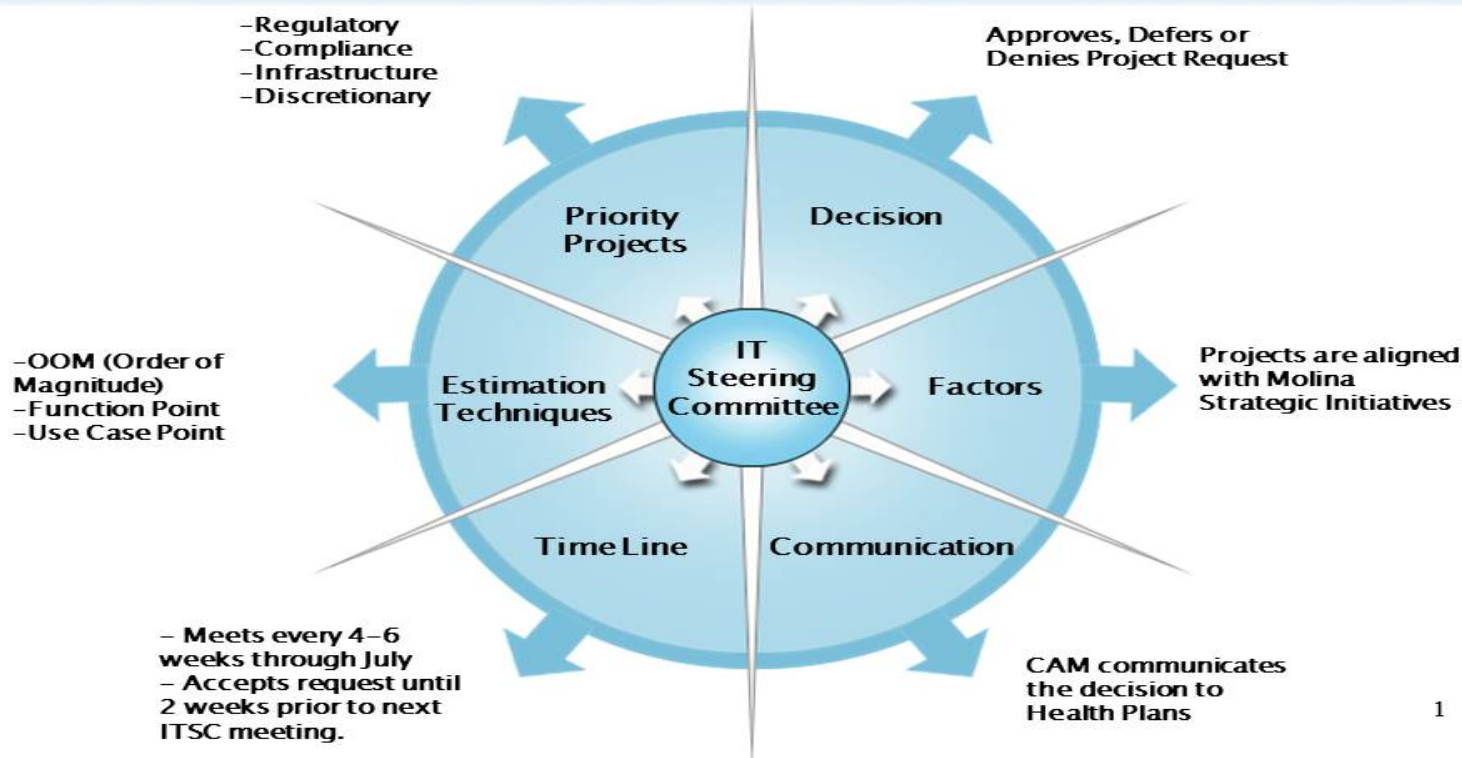 -Regulatory
-Compliance
-Infrastructure
-Discretionary
Approves, Defers or
Denies Project Request
Priority
Projects
Decision
IT
Steering
Committee
-OOM (Order of
Magnitude)
-Function Point
-Use Case Point
Estimation
Techniques
Factors
Projects are aligned
with Molina
Strategic Initiatives
Time Line
Communication
- Meets every 4-6
weeks through July
- Accepts request until
2 weeks prior to next
ITSC meeting.
CAM communicates
the decision to
Health Plans
1